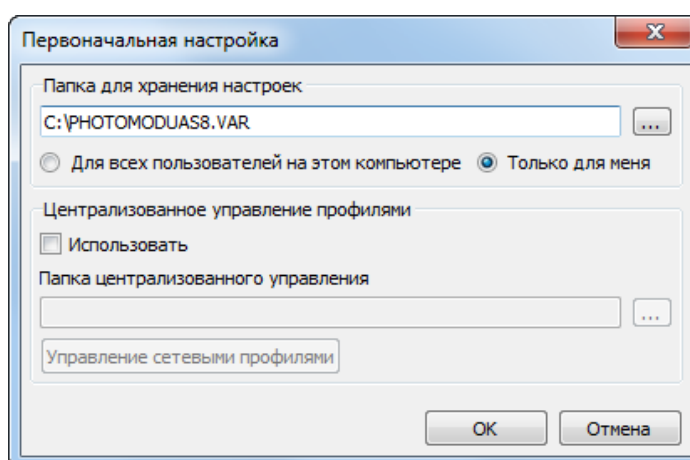 Первоначальная настройка
Папка для хранения настроек
C:\PHOTOMODUAS8.VAR
...
Для всех пользователей на этом компьютере Только для меня
Централизованное управление профилями
Использовать
Папка централизованного управления
...
Управление сетевыми профилями
OK Отмена